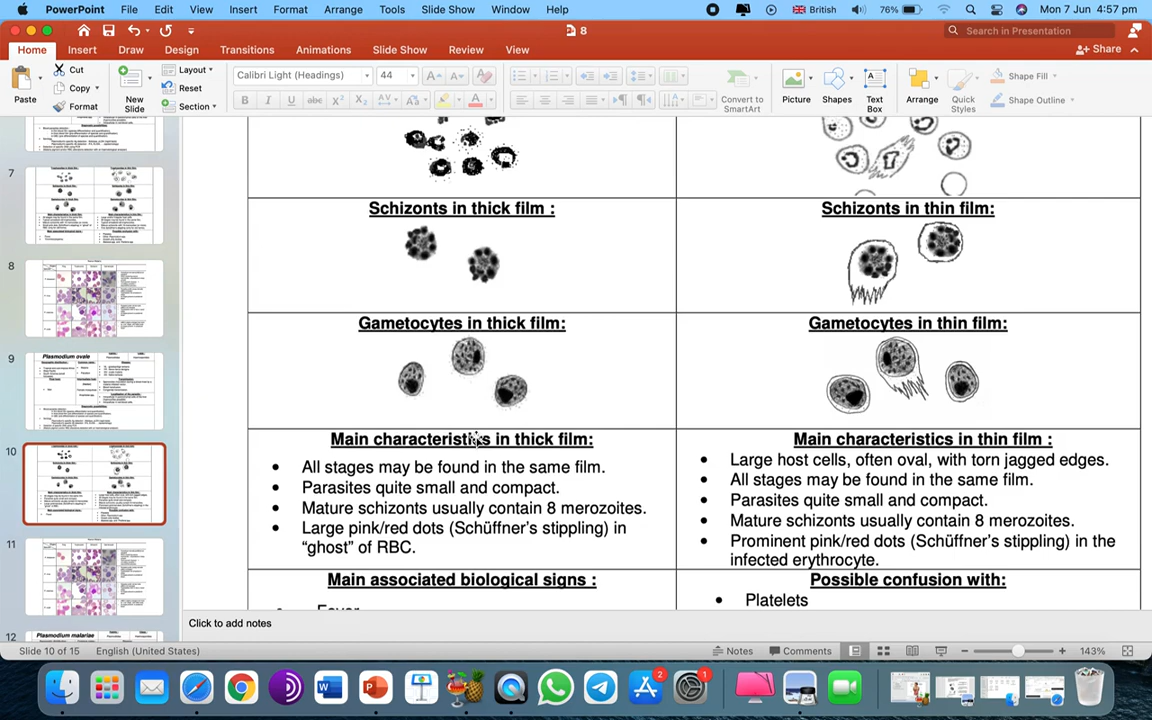 PowerPoint File Edit View Insert Format Arrange Tools Slide Show Window Help British 76% Mon 7 Jun 4:57 pm
8 Search in Presentation
Home Insert Draw Design Transitions Animations Slide Show Review View Share
Paste Cut Copy Format
New Slide Layout Reset Section
Calibri Light (Headings) 44
Convert to SmartArt Picture Shapes Text Box Arrange Quick Styles Shape Fill Shape Outline
7
8
9
Plasmodium ovale
10
11
12
Plasmodium malariae
Schizonts in thick film :
Schizonts in thin film:
Gametocytes in thick film:
Gametocytes in thin film:
Main characteristics in thick film:
• All stages may be found in the same film.
• Parasites quite small and compact.
• Mature schizonts usually contain 8 merozoites.
• Large pink/red dots (Schüffner's stippling) in
"ghost" of RBC.
Main characteristics in thin film :
• Large host cells, often oval, with torn jagged edges.
• All stages may be found in the same film.
• Parasites quite small and compact.
• Mature schizonts usually contain 8 merozoites.
• Prominent pink/red dots (Schüffner's stippling) in the
infected erythrocyte.
Main associated biological signs :
• Fever
Possible confusion with:
• Platelets
Click to add notes
Slide 10 of 15 English (United States) Notes Comments 143%
2
1